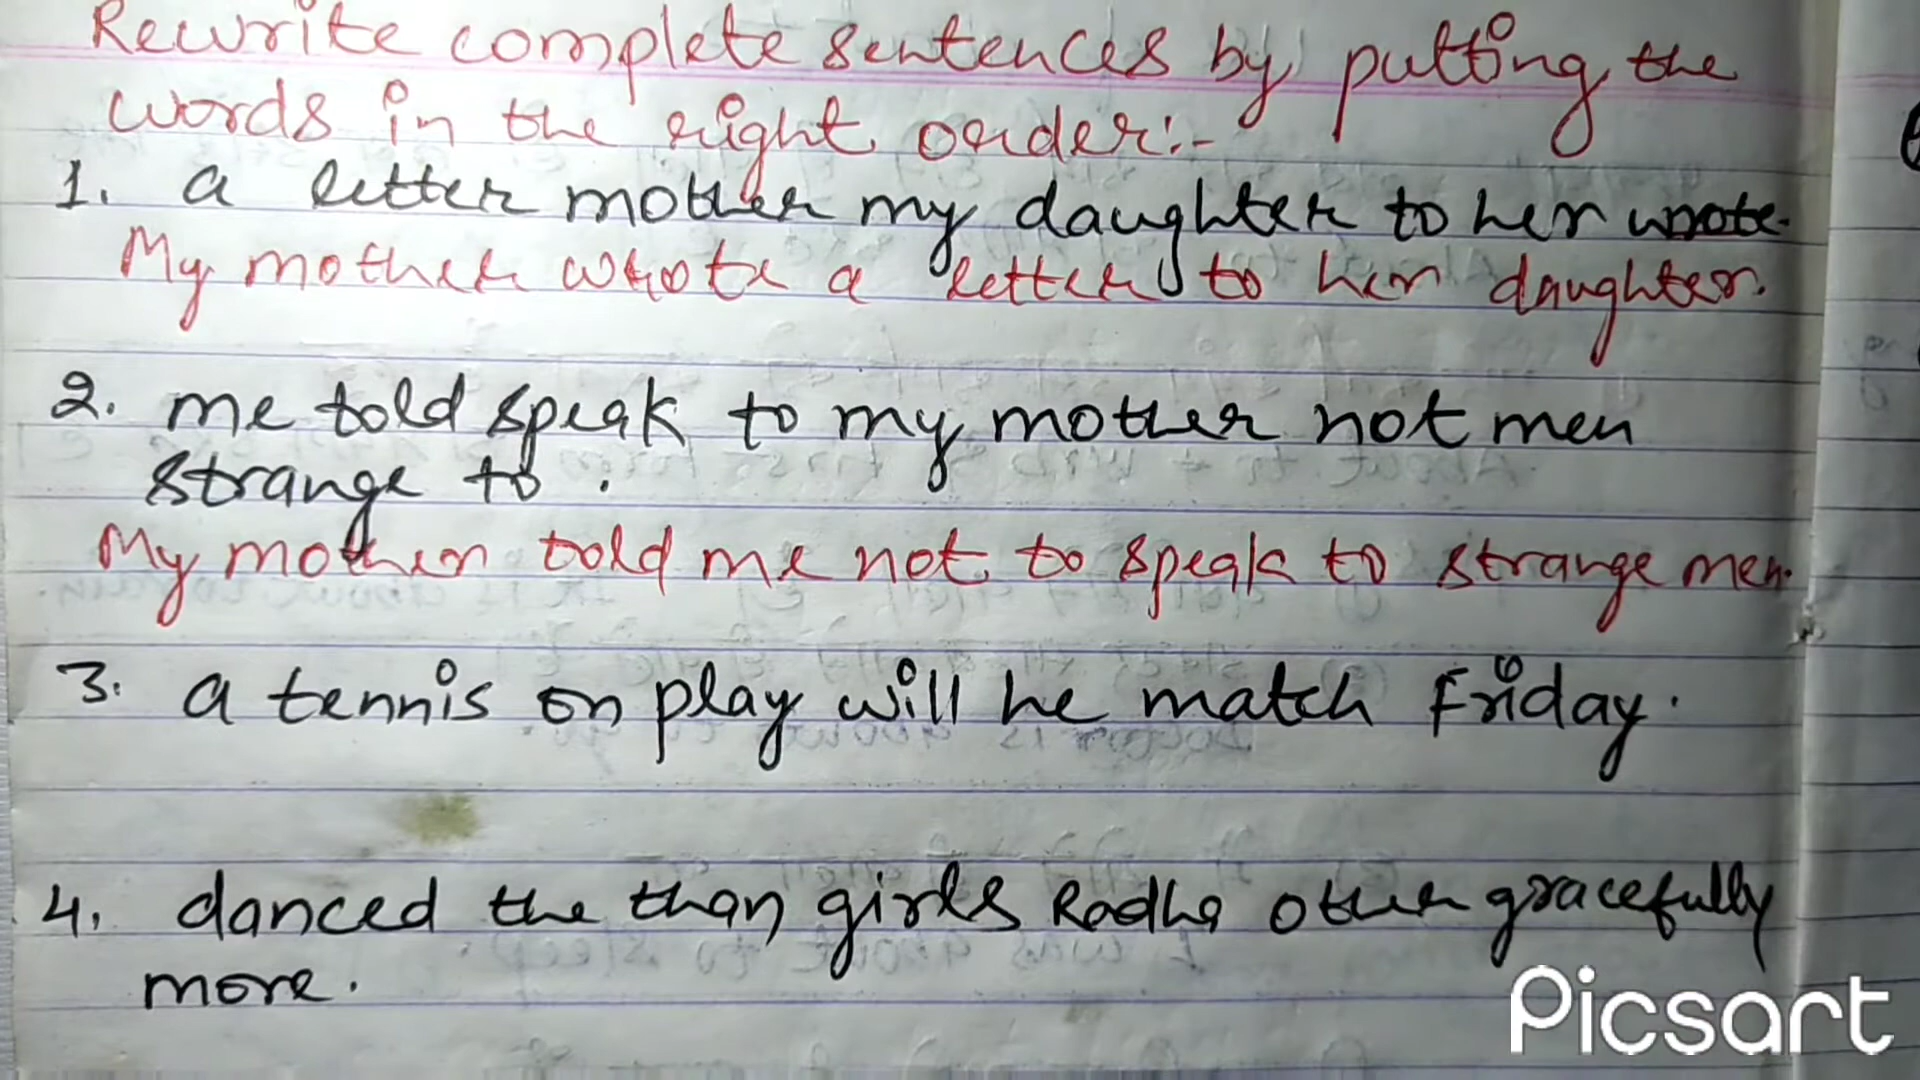 Rewrite complete sentences by putting the
words in the right order:-
1. a letter mother my daughter to her wrote.
My mother wrote a letter to her daughter.
2. me told speak to my mother not men
strange to.
My mother told me not to speak to strange men.
3. a tennis on play will he match Friday.
4. danced the than girls Radha other gracefully
more.
Picsart